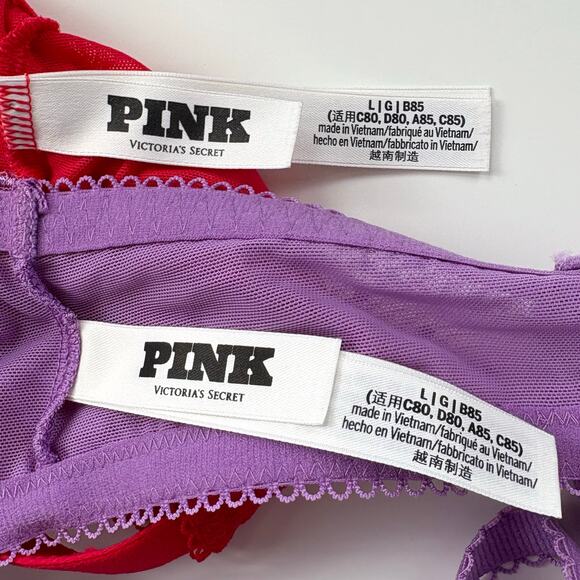 PINK
VICTORIA'S SECRET
L | G | B85
(适用C80, D80, A85, C85)
made in Vietnam/fabriqué au Vietnam/
hecho en Vietnam/fabbricato in Vietnam/
越南制造
PINK
VICTORIA'S SECRET
L | G | B85
(适用C80, D80, A85, C85)
made in Vietnam/fabriqué au Vietnam/
hecho en Vietnam/fabbricato in Vietnam/
越南制造